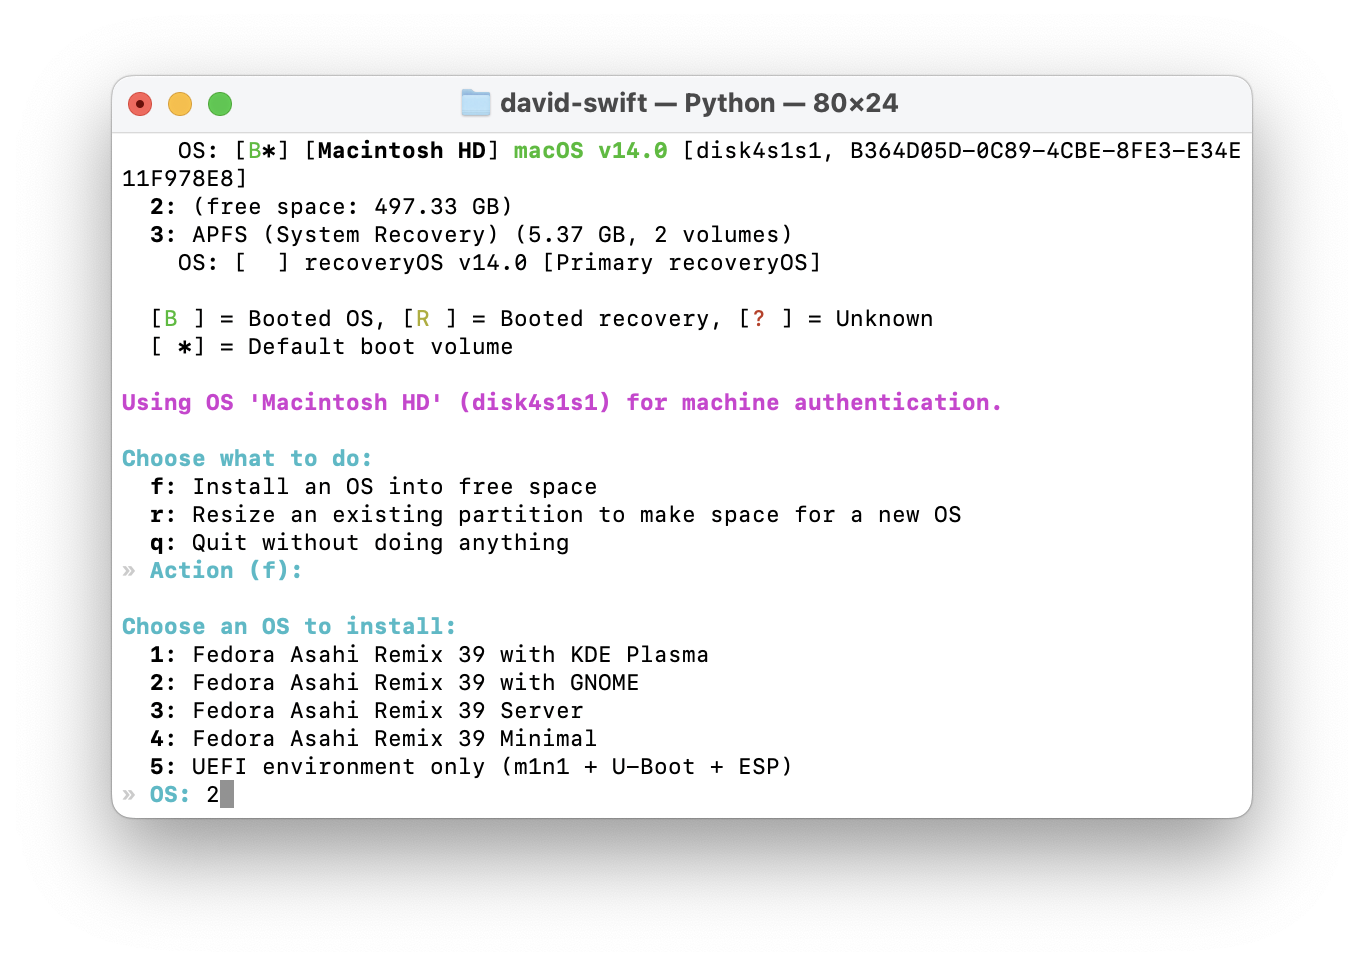 david-swift — Python — 80×24
OS: [B*] [Macintosh HD] macOS v14.0 [disk4s1s1, B364D05D-0C89-4CBE-8FE3-E34E
11F978E8]
2: (free space: 497.33 GB)
3: APFS (System Recovery) (5.37 GB, 2 volumes)
OS: [  ] recoveryOS v14.0 [Primary recoveryOS]
[B ] = Booted OS, [R ] = Booted recovery, [? ] = Unknown
[ *] = Default boot volume
Using OS 'Macintosh HD' (disk4s1s1) for machine authentication.
Choose what to do:
f: Install an OS into free space
r: Resize an existing partition to make space for a new OS
q: Quit without doing anything
» Action (f):
Choose an OS to install:
1: Fedora Asahi Remix 39 with KDE Plasma
2: Fedora Asahi Remix 39 with GNOME
3: Fedora Asahi Remix 39 Server
4: Fedora Asahi Remix 39 Minimal
5: UEFI environment only (m1n1 + U-Boot + ESP)
» OS: 2